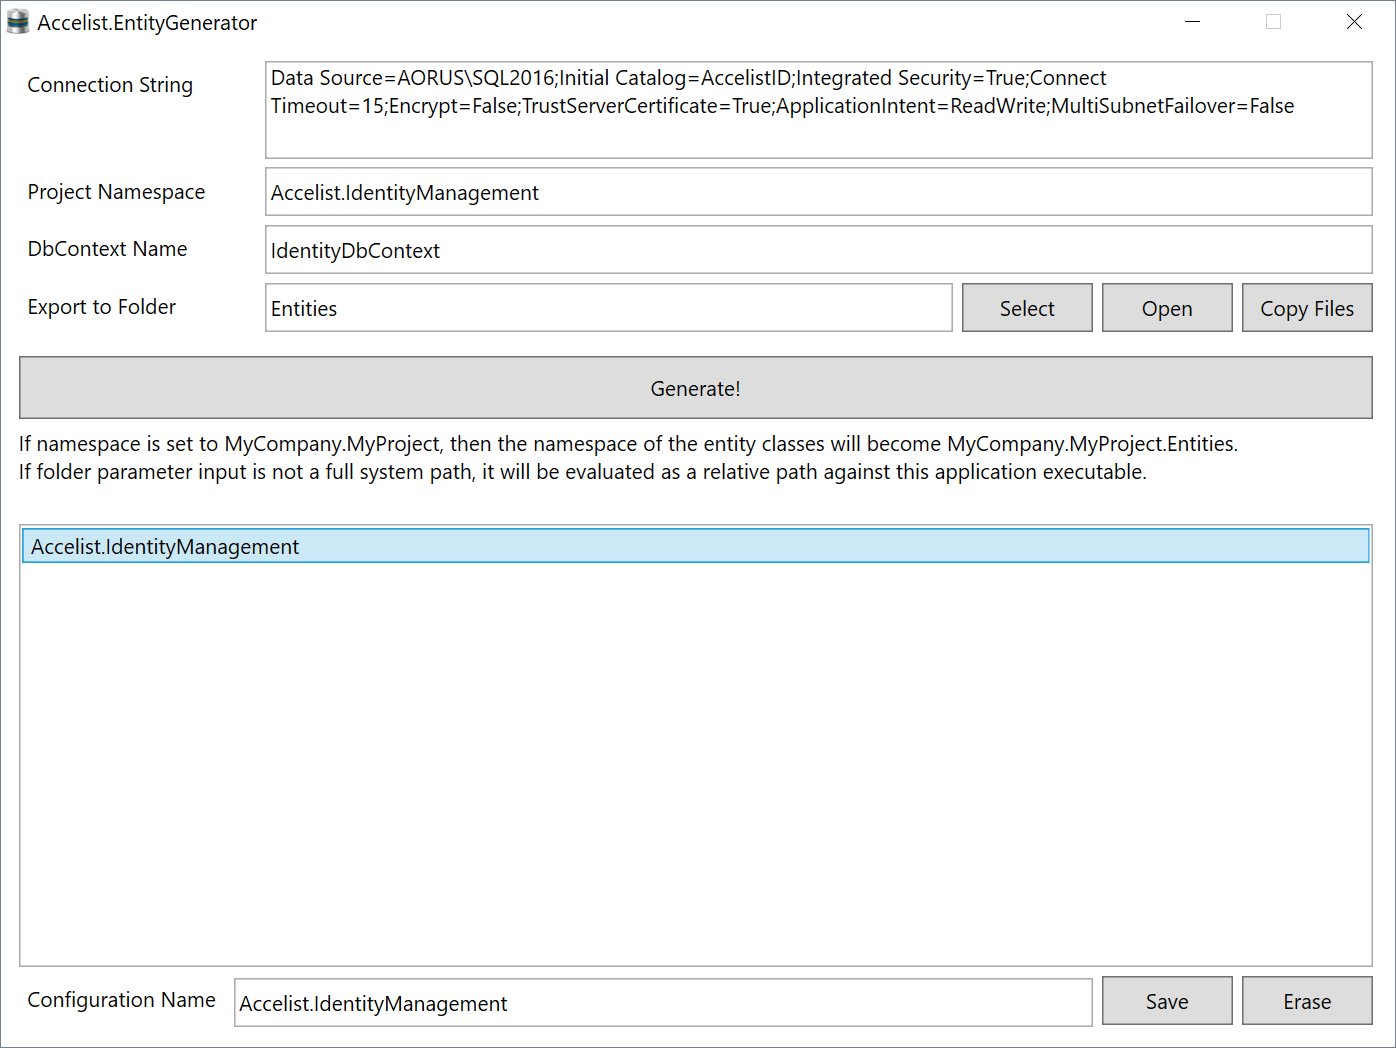 Accelist.EntityGenerator
Connection String
Data Source=AORUS\SQL2016;Initial Catalog=AccelistID;Integrated Security=True;Connect
Timeout=15;Encrypt=False;TrustServerCertificate=True;ApplicationIntent=ReadWrite;MultiSubnetFailover=False
Project Namespace
Accelist.IdentityManagement
DbContext Name
IdentityDbContext
Export to Folder
Entities
Select
Open
Copy Files
Generate!
If namespace is set to MyCompany.MyProject, then the namespace of the entity classes will become MyCompany.MyProject.Entities.
If folder parameter input is not a full system path, it will be evaluated as a relative path against this application executable.
Accelist.IdentityManagement
Configuration Name
Accelist.IdentityManagement
Save
Erase